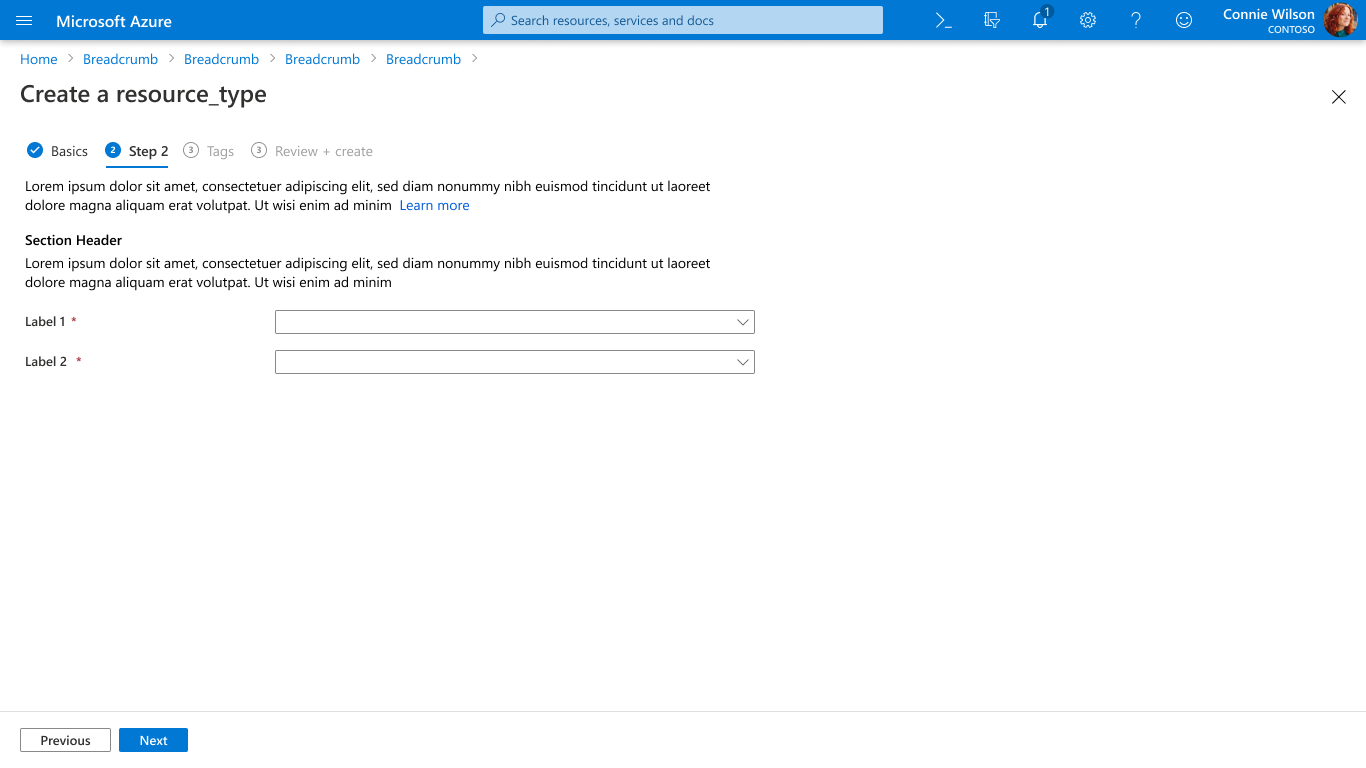 Microsoft Azure
Search resources, services and docs
1
Connie Wilson
CONTOSO
Home > Breadcrumb > Breadcrumb > Breadcrumb > Breadcrumb >
Create a resource_type
Basics 2 Step 2 3 Tags 3 Review + create
Lorem ipsum dolor sit amet, consectetuer adipiscing elit, sed diam nonummy nibh euismod tincidunt ut laoreet
dolore magna aliquam erat volutpat. Ut wisi enim ad minim Learn more
Section Header
Lorem ipsum dolor sit amet, consectetuer adipiscing elit, sed diam nonummy nibh euismod tincidunt ut laoreet
dolore magna aliquam erat volutpat. Ut wisi enim ad minim
Label 1 *
Label 2 *
Previous Next